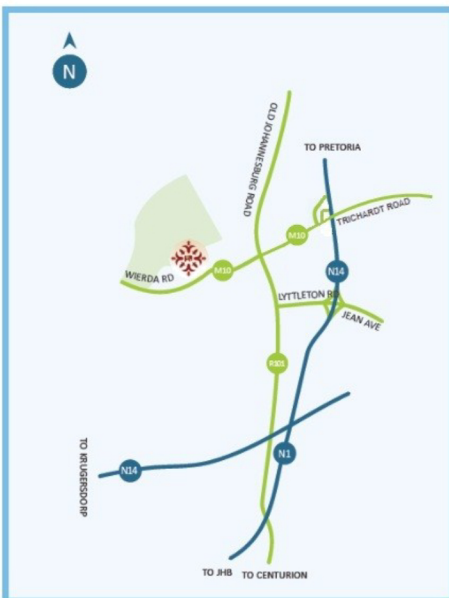 N
OLD JOHANNESBURG ROAD
TO PRETORIA
TRICHARDT ROAD
M10
WIERDA RD
M10
N14
LYTTLETON RD
JEAN AVE
R101
N14
N1
TO KRUGERSDORP
TO JHB
TO CENTURION